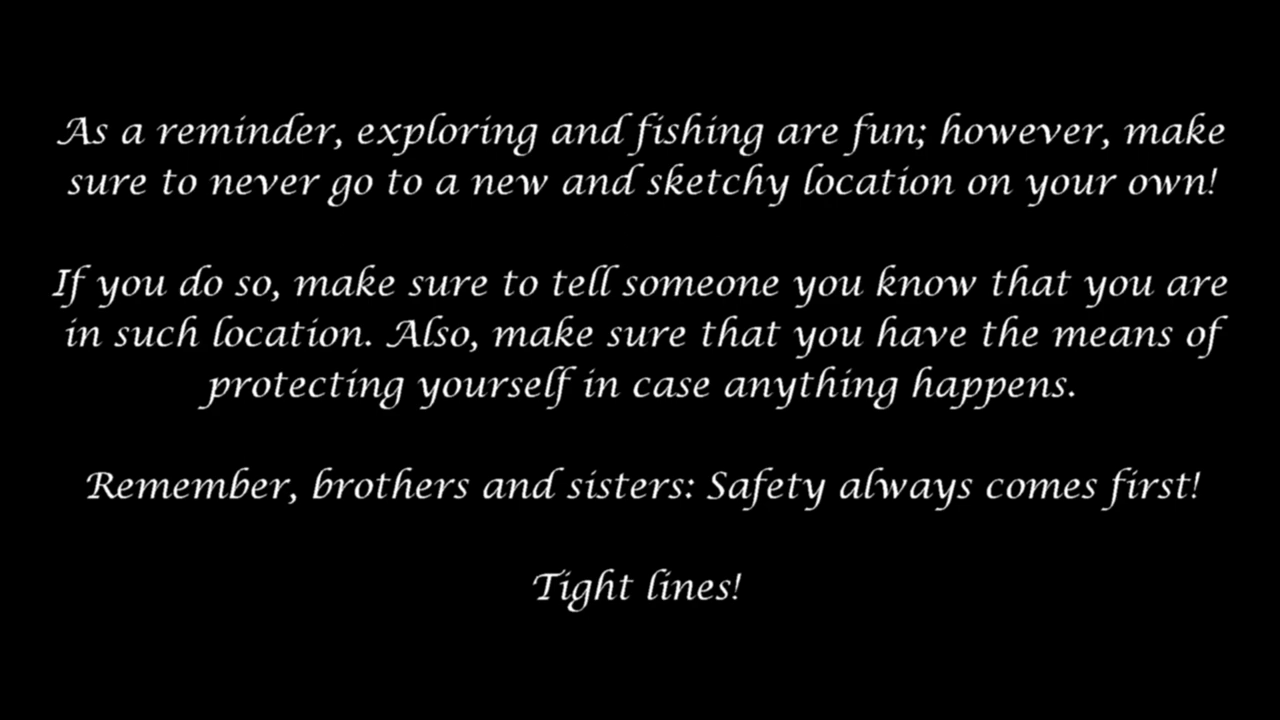 As a reminder, exploring and fishing are fun; however, make
sure to never go to a new and sketchy location on your own!
If you do so, make sure to tell someone you know that you are
in such location. Also, make sure that you have the means of
protecting yourself in case anything happens.
Remember, brothers and sisters: Safety always comes first!
Tight lines!